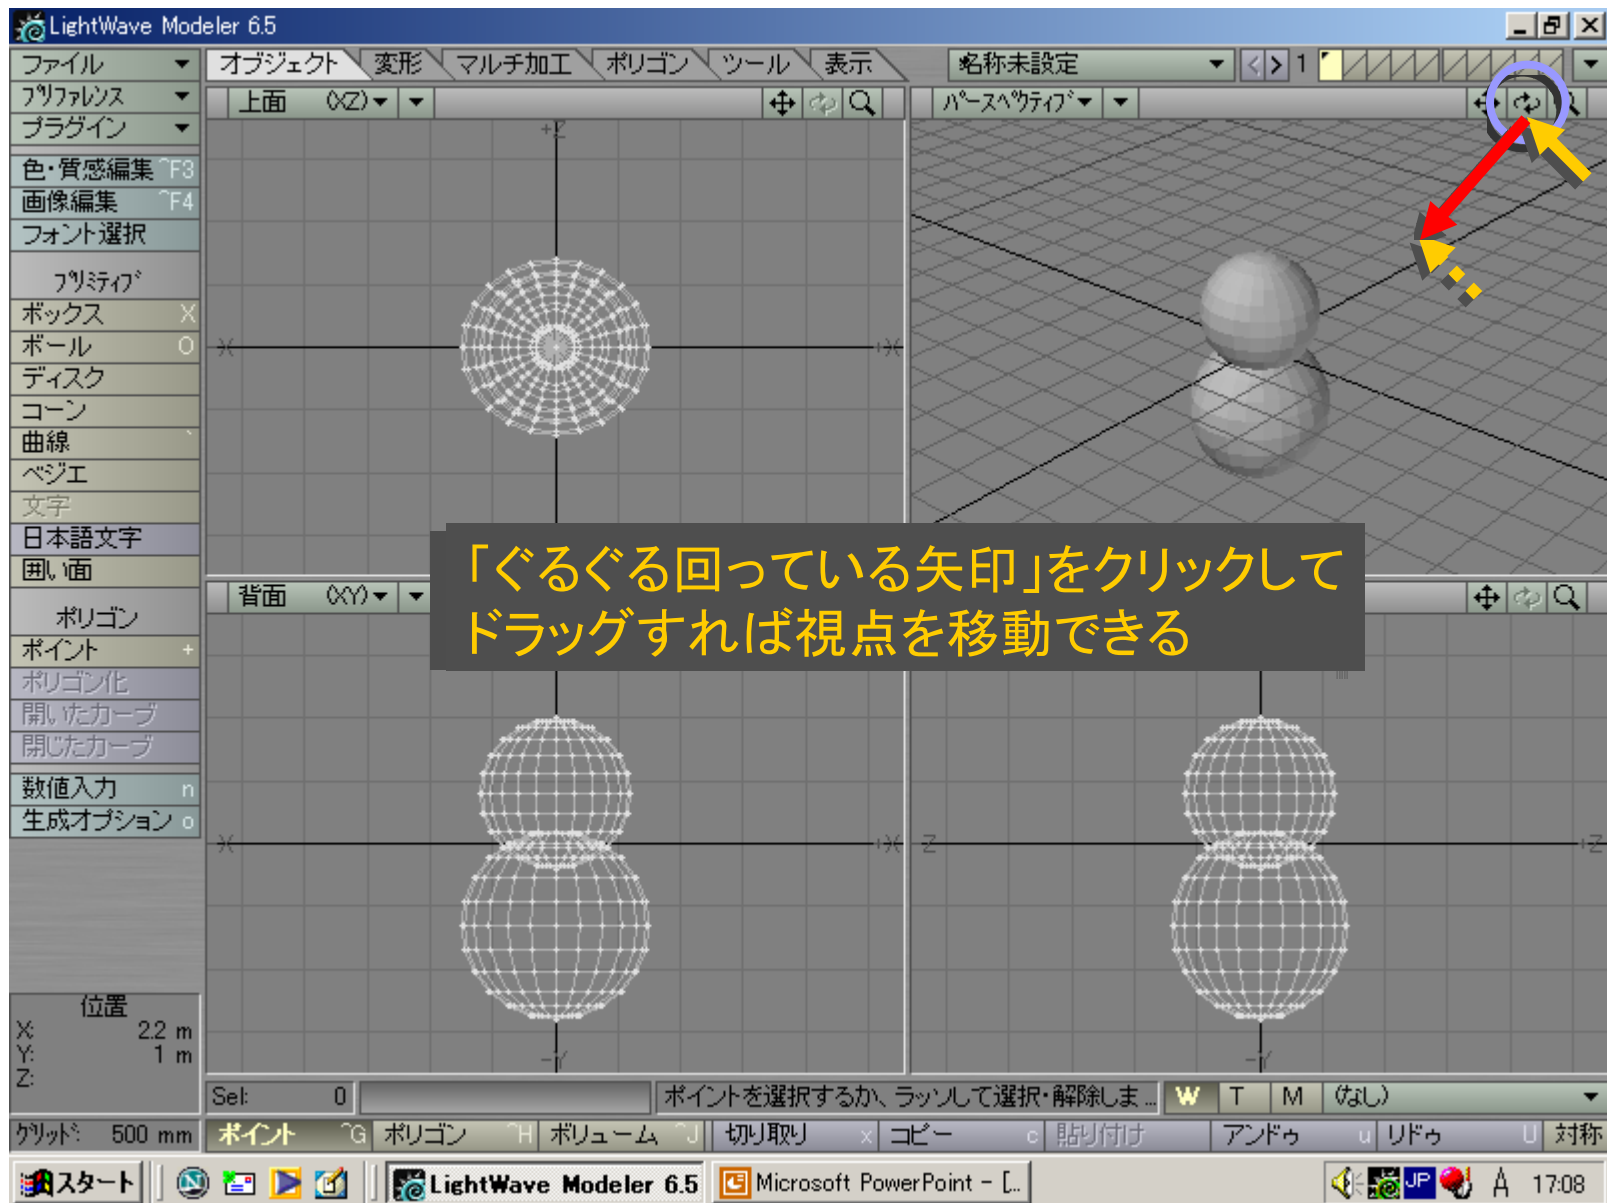 LightWave Modeler 6.5
ファイル
プリファレンス
プラグイン
色・質感編集 ^F3
画像編集 ^F4
フォント選択
プリミティブ
ボックス X
ボール O
ディスク
コーン
曲線 `
ベジエ
文字
日本語文字
囲い面
ポリゴン
ポイント +
ポリゴン化
開いたカーブ
閉じたカーブ
数値入力 n
生成オプション o
位置
X: 2.2 m
Y: 1 m
Z:
グリッド: 500 mm
オブジェクト 変形 マルチ加工 ポリゴン ツール 表示
名称未設定 < > 1
上面 (XZ)
パースペクティブ
+Z
-X +X
背面 (XY)
「ぐるぐる回っている矢印」をクリックして
ドラッグすれば視点を移動できる
-X +X
-Z +Z
-Y
-Y
Sel: 0
ポイントを選択するか、ラッソして選択・解除しま...
W T M (なし)
ポイント ^G ポリゴン ^H ボリューム ^J 切り取り x コピー c 貼り付け アンドゥ u リドゥ U 対称
スタート
LightWave Modeler 6.5
Microsoft PowerPoint - [...
JP A 17:08